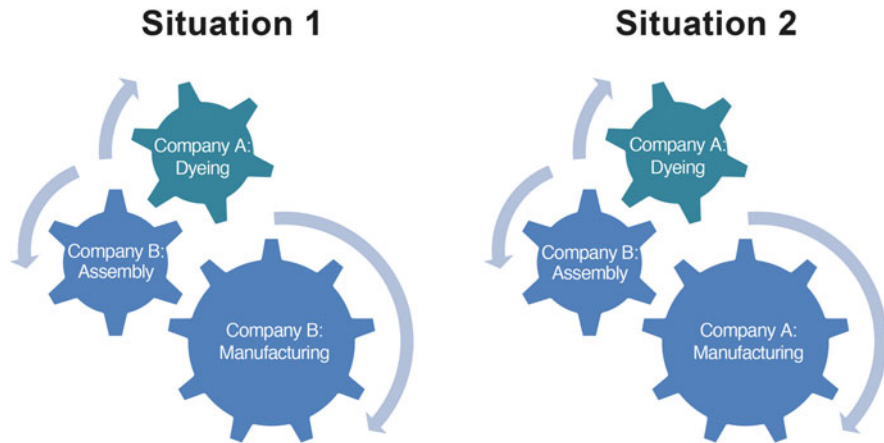 Situation 1
Company A:
Dyeing
Company B:
Assembly
Company B:
Manufacturing
Situation 2
Company A:
Dyeing
Company B:
Assembly
Company A:
Manufacturing